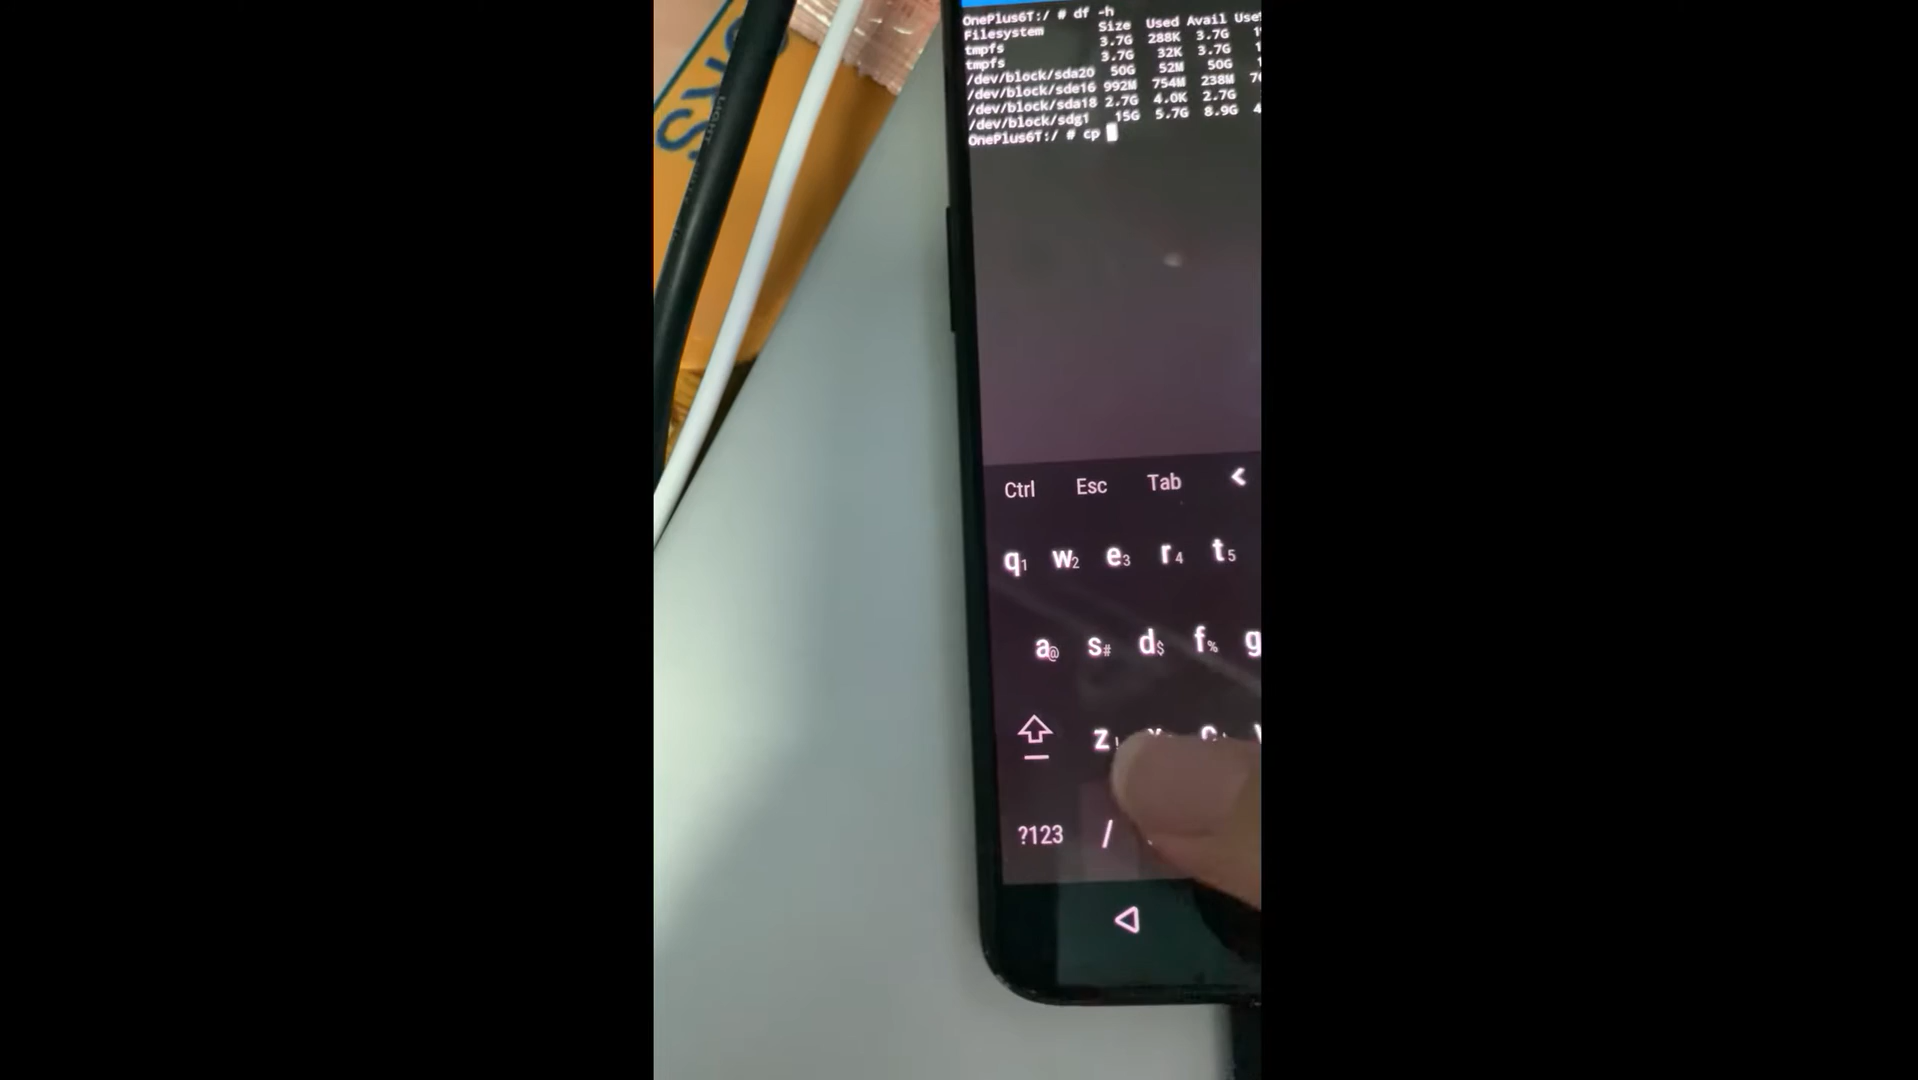 OnePlus6T:/ # df -h
Filesystem Size Used Avail Use%
tmpfs 3.7G 288K 3.7G
tmpfs 3.7G 32K 3.7G
/dev/block/sda20 50G 52M 50G
/dev/block/sde16 992M 754M 238M
/dev/block/sda18 2.7G 4.0K 2.7G
/dev/block/sdg1 15G 5.7G 8.9G
OnePlus6T:/ # cp
Ctrl Esc Tab <
q1 w2 e3 r4 t5
a@ s# d$ f% g
z!
?123 /